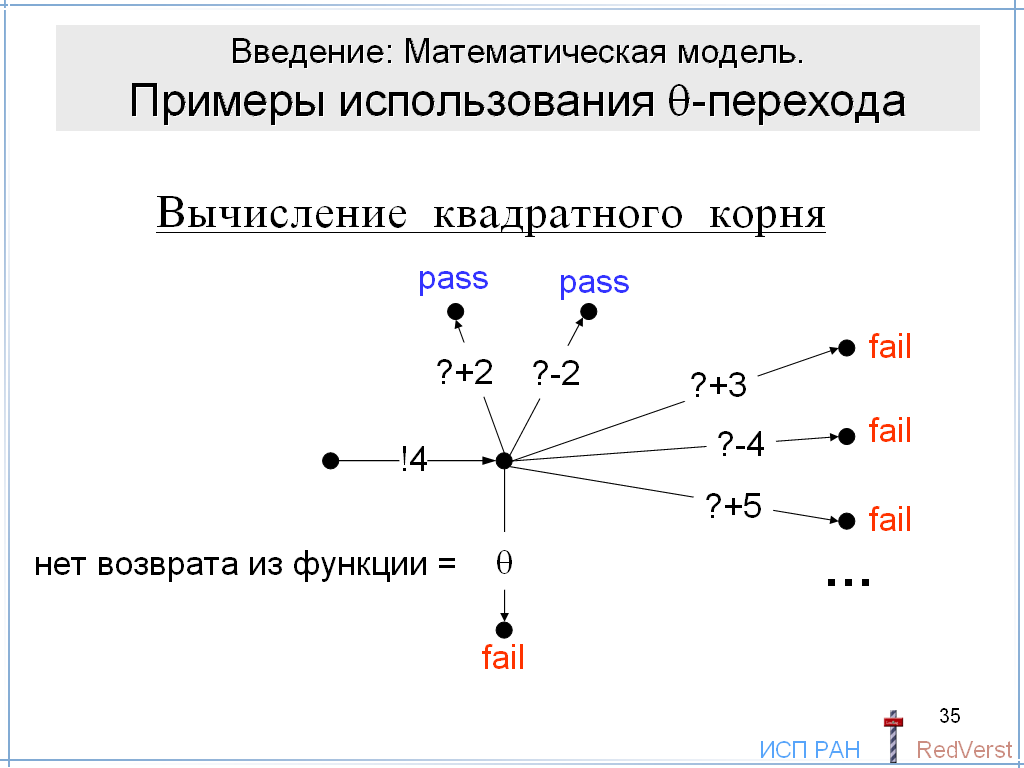 Введение: Математическая модель.
Примеры использования θ-перехода
Вычисление квадратного корня
pass
pass
fail
?+2
?-2
?+3
fail
?-4
!4
?+5
fail
нет возврата из функции =
θ
...
fail
35
ИСП РАН
RedVerst